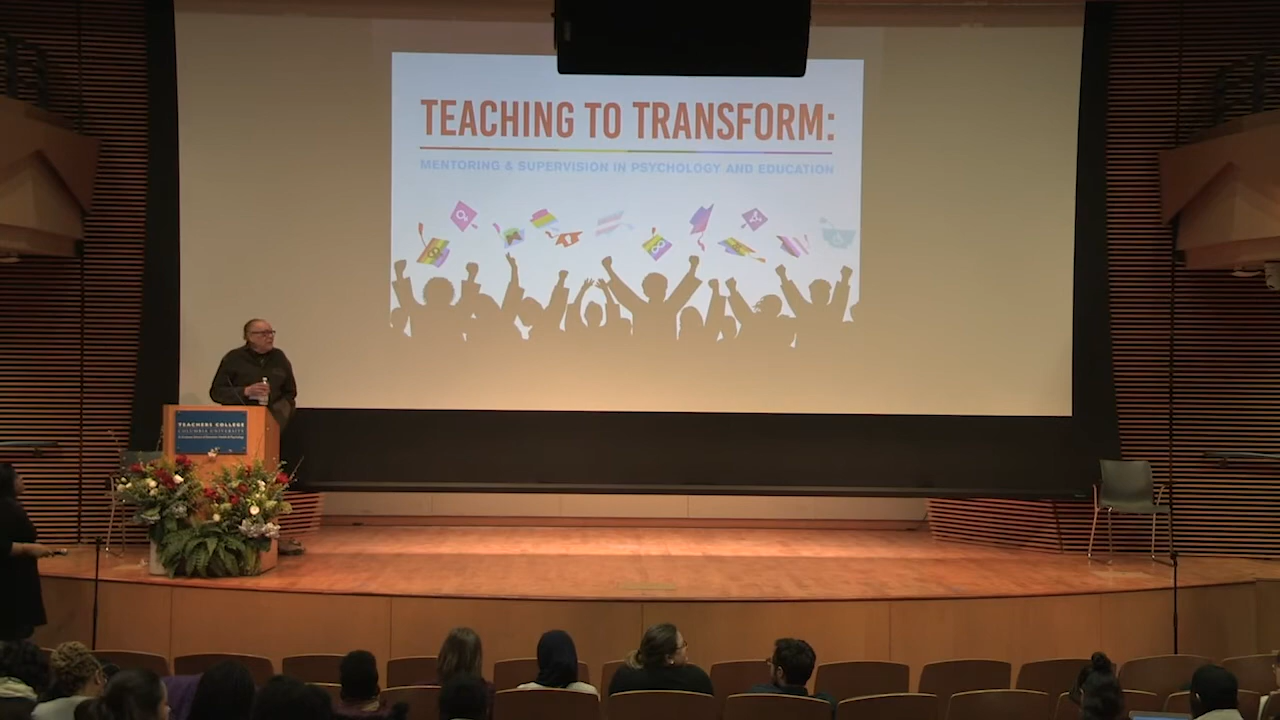 TEACHING TO TRANSFORM:
MENTORING & SUPERVISION IN PSYCHOLOGY AND EDUCATION
TEACHERS COLLEGE
COLUMBIA UNIVERSITY